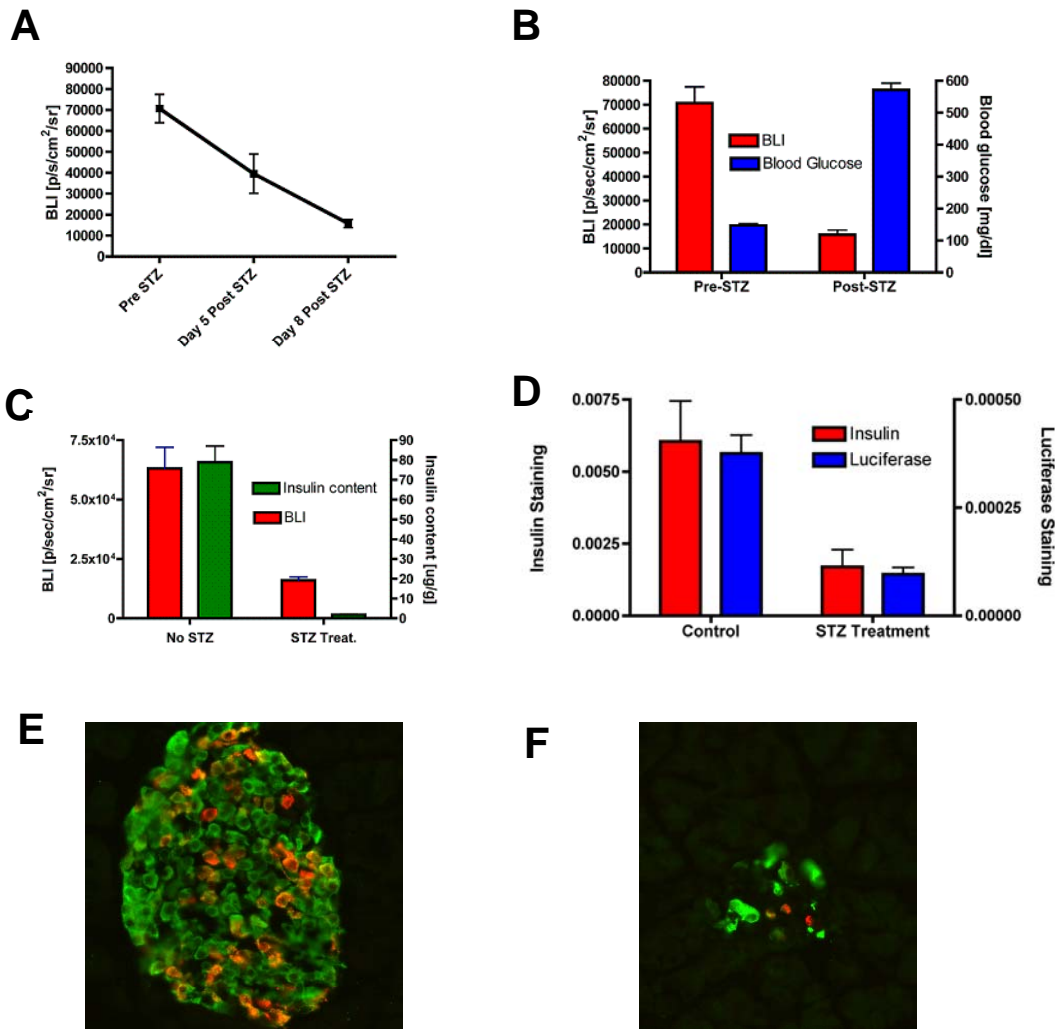 A
90000
80000
70000
60000
50000
40000
30000
20000
10000
0
BLI [p/s/cm²/sr]
Pre STZ
Day 5 Post STZ
Day 8 Post STZ
B
80000
70000
60000
50000
40000
30000
20000
10000
0
BLI [p/sec/cm²/sr]
BLI
Blood Glucose
600
500
400
300
200
100
0
Blood glucose [mg/dl]
Pre-STZ
Post-STZ
C
7.5x10⁴
5.0x10⁴
2.5x10⁴
0
BLI [p/sec/cm²/sr]
Insulin content
BLI
90
80
70
60
50
40
30
20
10
0
Insulin content [ug/g]
No STZ
STZ Treat.
D
0.0075
0.0050
0.0025
0.0000
Insulin Staining
Insulin
Luciferase
0.00050
0.00025
0.00000
Luciferase Staining
Control
STZ Treatment
E
F